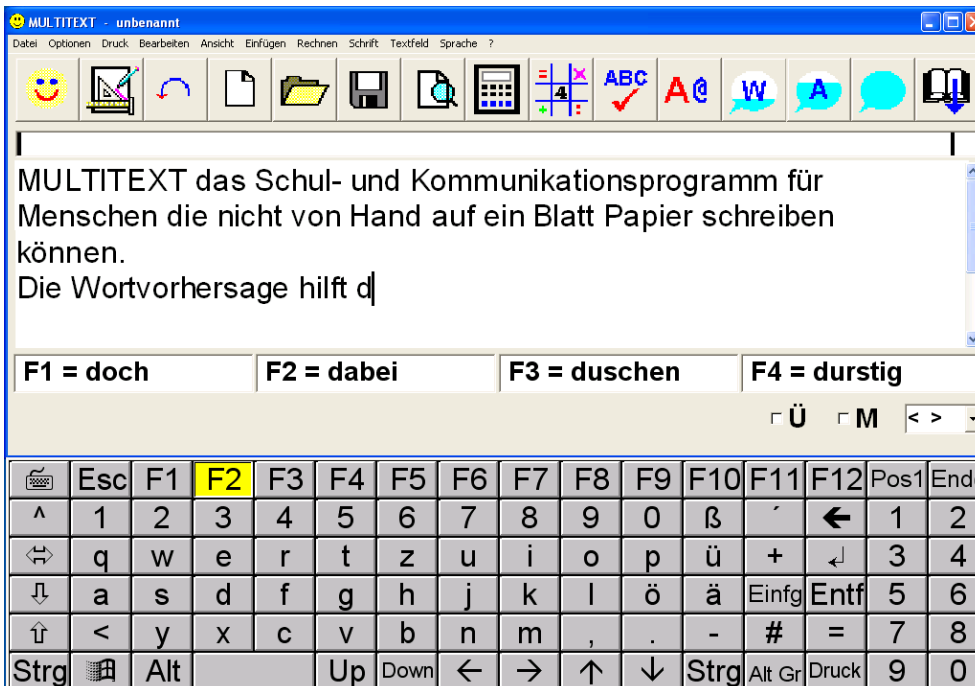 MULTITEXT - unbenannt
Datei Optionen Druck Bearbeiten Ansicht Einfügen Rechnen Schrift Textfeld Sprache ?
= × 4 + : ABC A@ W A
MULTITEXT das Schul- und Kommunikationsprogramm für
Menschen die nicht von Hand auf ein Blatt Papier schreiben
können.
Die Wortvorhersage hilft d
F1 = doch F2 = dabei F3 = duschen F4 = durstig
Ü M < >
Esc F1 F2 F3 F4 F5 F6 F7 F8 F9 F10 F11 F12 Pos1 End
^ 1 2 3 4 5 6 7 8 9 0 ß ´ ← 1 2
⇔ q w e r t z u i o p ü + ↵ 3 4
⇩ a s d f g h j k l ö ä Einfg Entf 5 6
⇧ < y x c v b n m , . - # = 7 8
Strg Alt Up Down ← → ↑ ↓ Strg Alt Gr Druck 9 0